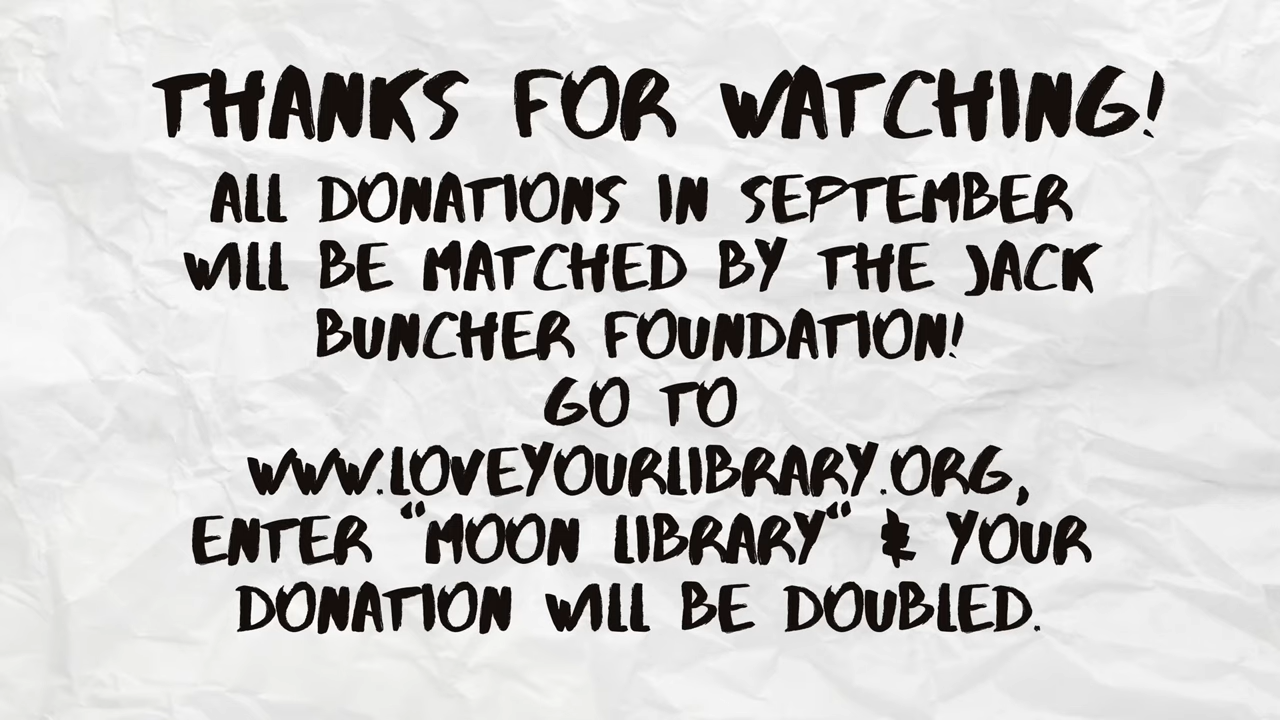 THANKS FOR WATCHING!
ALL DONATIONS IN SEPTEMBER
WILL BE MATCHED BY THE JACK
BUNCHER FOUNDATION!
GO TO
WWW.LOVEYOURLIBRARY.ORG,
ENTER “MOON LIBRARY“ & YOUR
DONATION WILL BE DOUBLED.